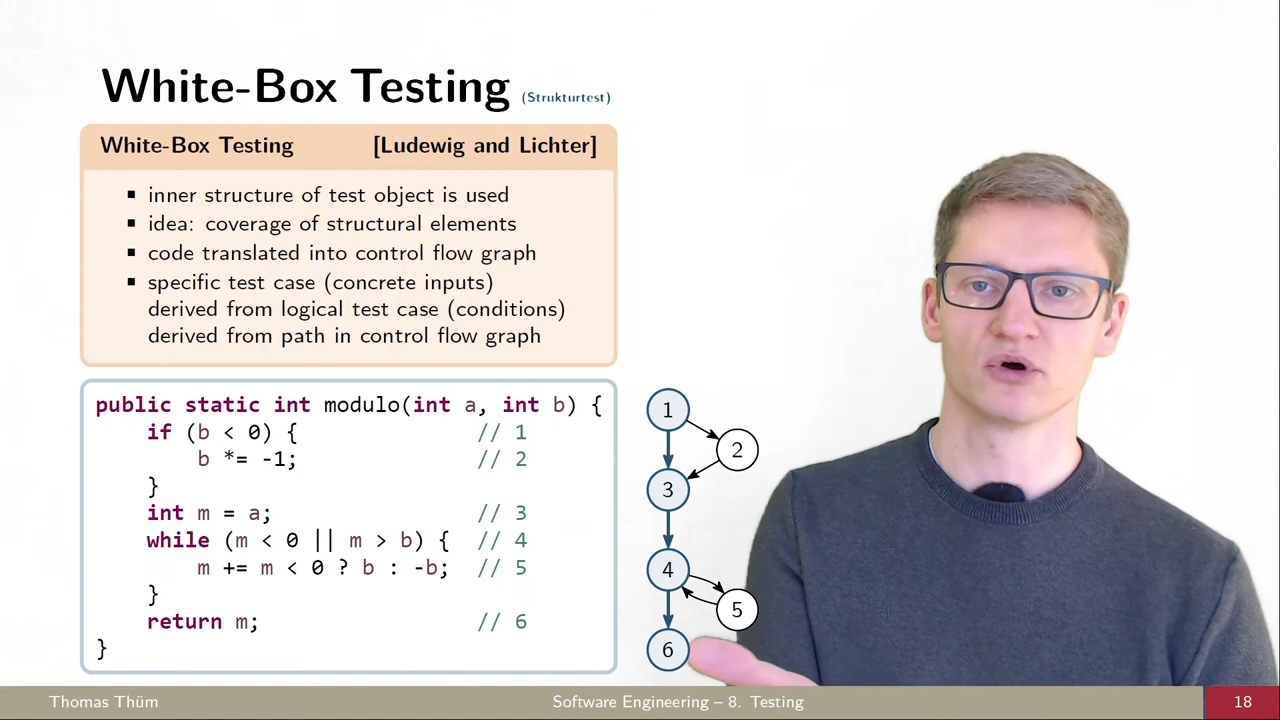 White-Box Testing (Strukturtest)
White-Box Testing [Ludewig and Lichter]
▪ inner structure of test object is used
▪ idea: coverage of structural elements
▪ code translated into control flow graph
▪ specific test case (concrete inputs)
derived from logical test case (conditions)
derived from path in control flow graph
public static int modulo(int a, int b) {
if (b < 0) { // 1
b *= -1; // 2
}
int m = a; // 3
while (m < 0 || m > b) { // 4
m += m < 0 ? b : -b; // 5
}
return m; // 6
}
1
2
3
4
5
6
Thomas Thüm Software Engineering – 8. Testing 18